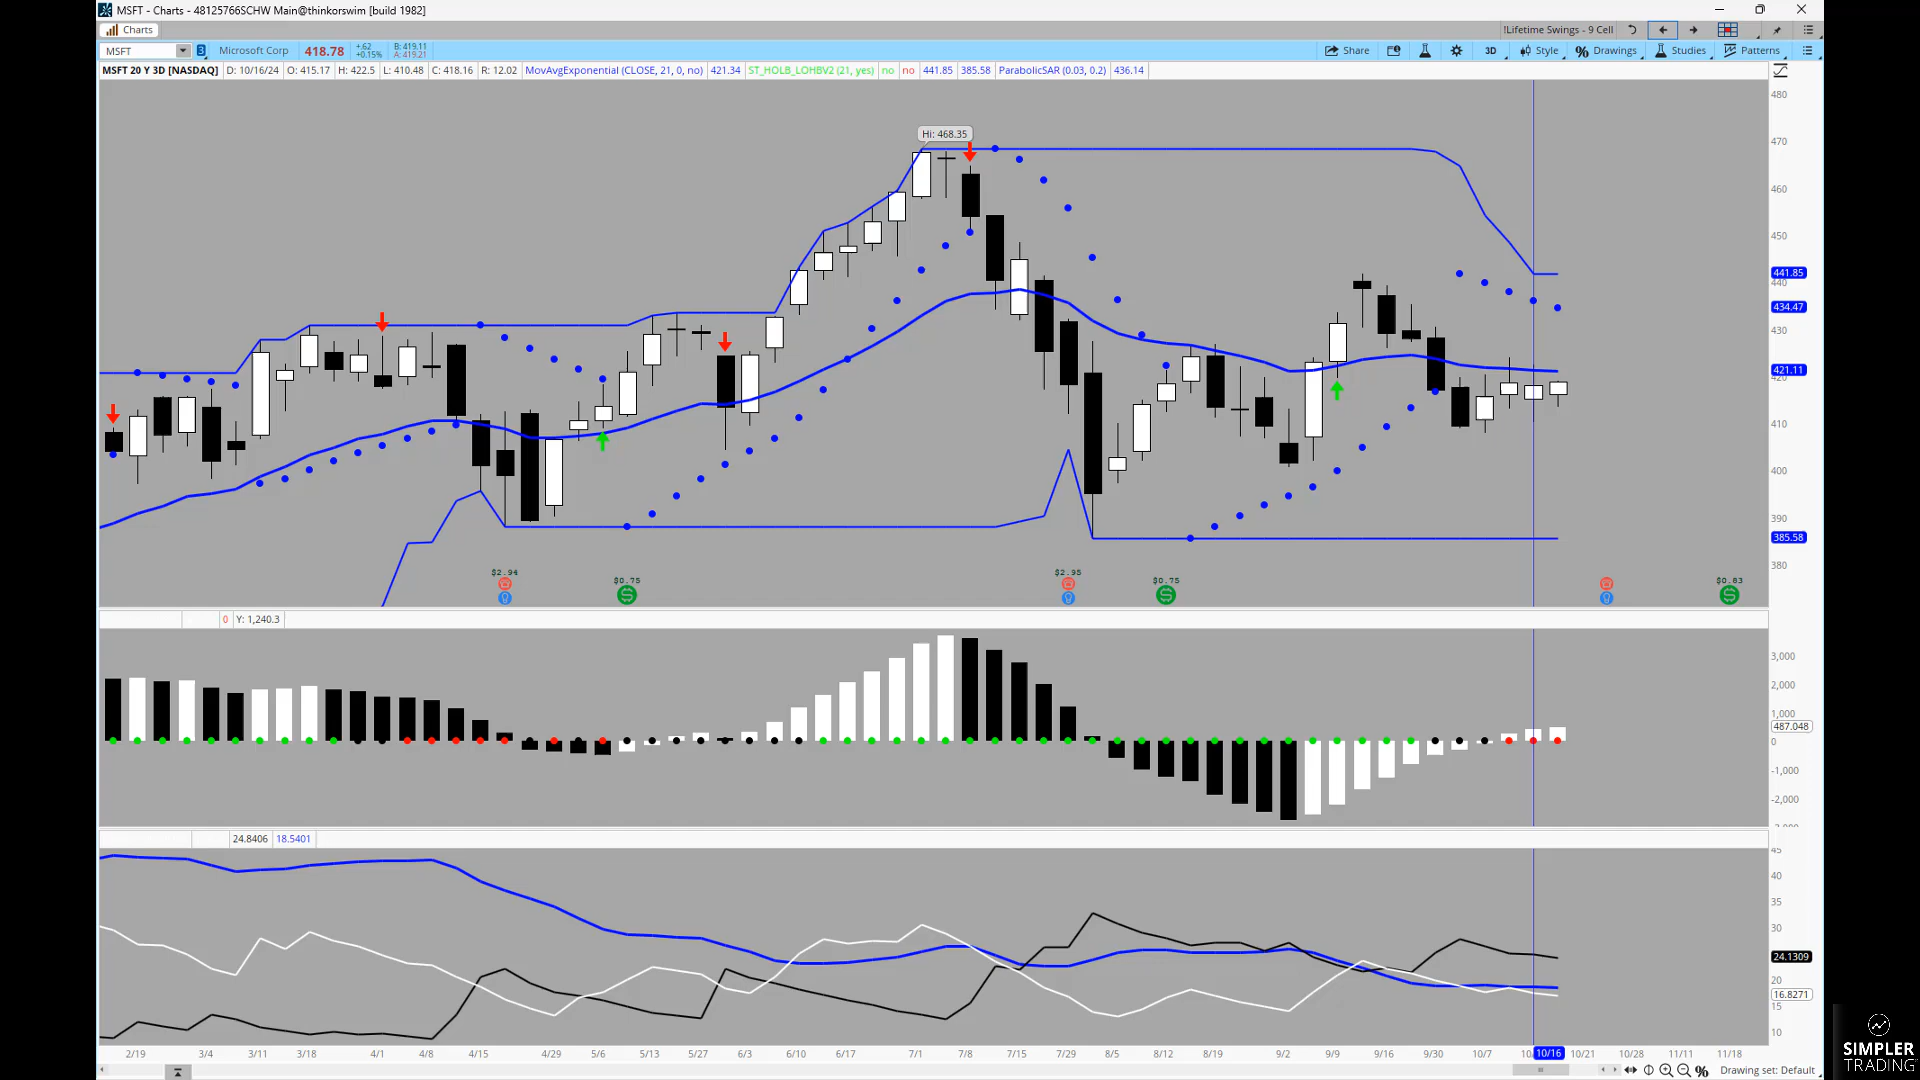 MSFT - Charts - 48125766SCHW Main@thinkorswim [build 1982]
Charts
!Lifetime Swings - 9 Cell
MSFT
3
Microsoft Corp
418.78
+.62
+0.15%
B: 419.11
A: 419.21
Share
3D
Style
Drawings
Studies
Patterns
MSFT 20 Y 3D [NASDAQ]
D: 10/16/24
O: 415.17
H: 422.5
L: 410.48
C: 418.16
R: 12.02
MovAvgExponential (CLOSE, 21, 0, no)
421.34
ST_HOLB_LOHBV2 (21, yes)
no
no
441.85
385.58
ParabolicSAR (0.03, 0.2)
436.14
Hi: 468.35
480
470
460
450
441.85
440
434.47
430
421.11
420
410
400
390
385.58
380
$2.94
$0.75
$2.95
$0.75
$0.83
0
Y: 1,240.3
3,000
2,000
1,000
487.048
0
-1,000
-2,000
24.8406
18.5401
45
40
35
30
24.1309
20
16.8271
15
10
2/19
3/4
3/11
3/18
4/1
4/8
4/15
4/29
5/6
5/13
5/27
6/3
6/10
6/17
7/1
7/8
7/15
7/29
8/5
8/12
8/19
9/2
9/9
9/16
9/30
10/7
10/16
10/21
10/28
11/11
11/18
Drawing set: Default
SIMPLER
TRADING